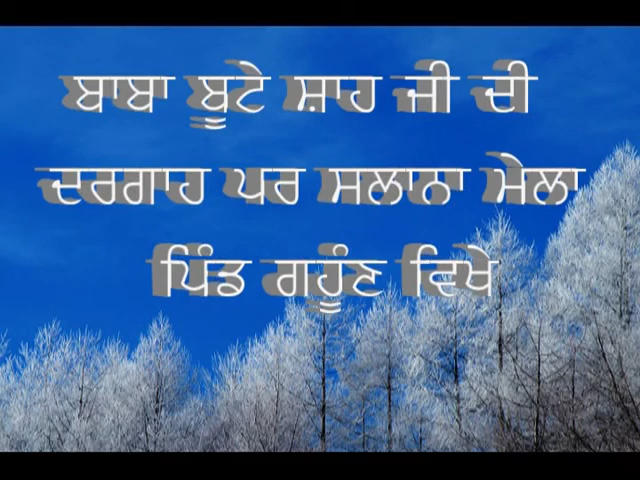 ਬਾਬਾ ਬੂਟੇ ਸ਼ਾਹ ਜੀ ਦੀ
ਦਰਗਾਹ ਪਰ ਸਲਾਨਾ ਮੇਲਾ
ਪਿੰਡ ਗਹੂੰਣ ਵਿਖੇ